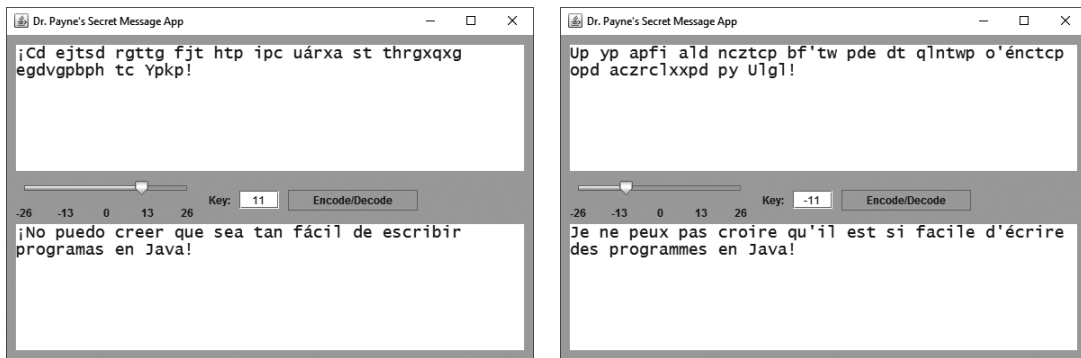 Dr. Payne's Secret Message App
¡Cd ejtsd rgttg fjt htp ipc uárxa st thrgxqxg
egdvgpbph tc Ypkp!
-26 -13 0 13 26
Key: 11 Encode/Decode
¡No puedo creer que sea tan fácil de escribir
programas en Java!
Dr. Payne's Secret Message App
Up yp apfi ald ncztcp bf'tw pde dt qlntwp o'énctcp
opd aczrclxxpd py Ulgl!
-26 -13 0 13 26
Key: -11 Encode/Decode
Je ne peux pas croire qu'il est si facile d'écrire
des programmes en Java!